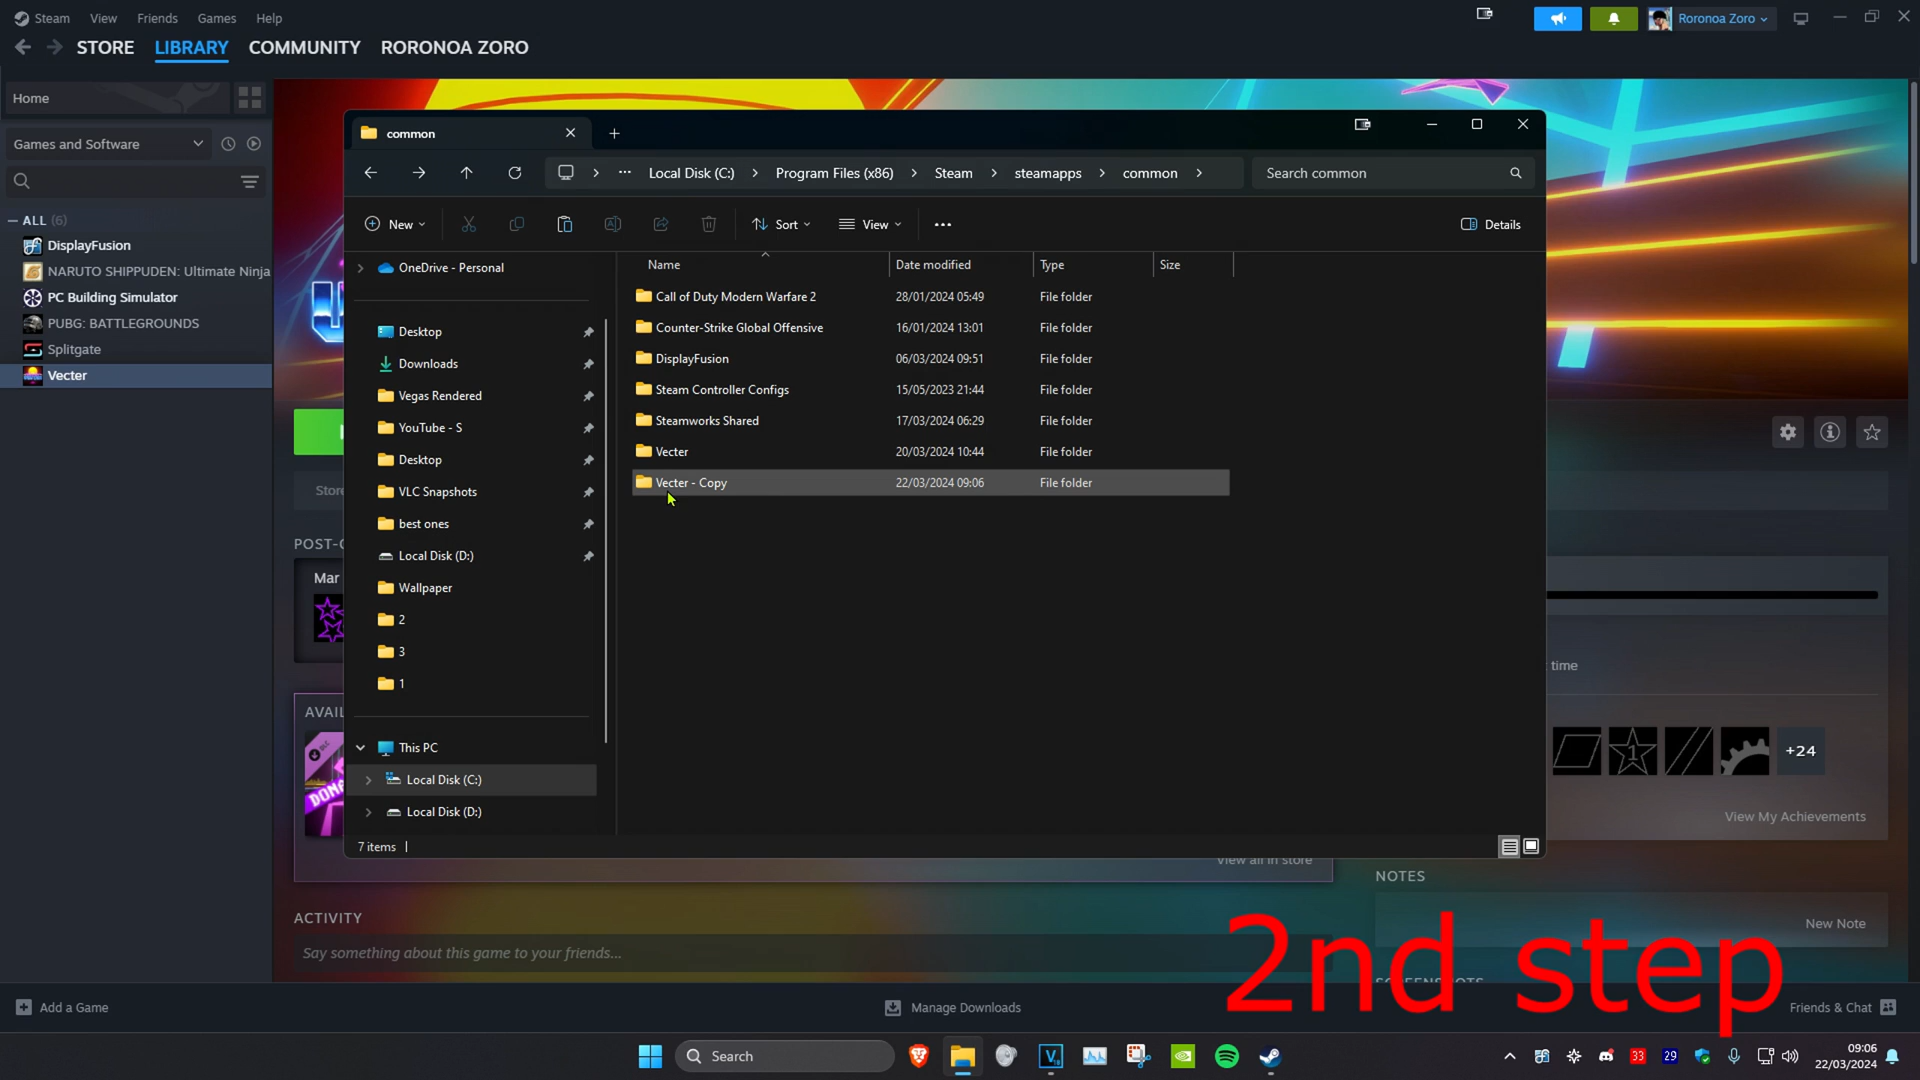 Steam View Friends Games Help
Roronoa Zoro
STORE LIBRARY COMMUNITY RORONOA ZORO
Home
Games and Software
ALL (6)
DisplayFusion
NARUTO SHIPPUDEN: Ultimate Ninja
PC Building Simulator
PUBG: BATTLEGROUNDS
Splitgate
Vecter
common
Local Disk (C:) Program Files (x86) Steam steamapps common
Search common
New Sort View Details
OneDrive - Personal
Desktop
Downloads
Vegas Rendered
YouTube - S
Desktop
VLC Snapshots
best ones
Local Disk (D:)
Wallpaper
2
3
1
This PC
Local Disk (C:)
Local Disk (D:)
Name Date modified Type Size
Call of Duty Modern Warfare 2 28/01/2024 05:49 File folder
Counter-Strike Global Offensive 16/01/2024 13:01 File folder
DisplayFusion 06/03/2024 09:51 File folder
Steam Controller Configs 15/05/2023 21:44 File folder
Steamworks Shared 17/03/2024 06:29 File folder
Vecter 20/03/2024 10:44 File folder
Vecter - Copy 22/03/2024 09:06 File folder
7 items
Store
POST-
Mar
AVAI
time
+24
View My Achievements
View all in store
NOTES
New Note
ACTIVITY
Say something about this game to your friends...
SCREENSHOTS
2nd step
Add a Game
Manage Downloads
Friends & Chat
Search
33
29
09:06
22/03/2024